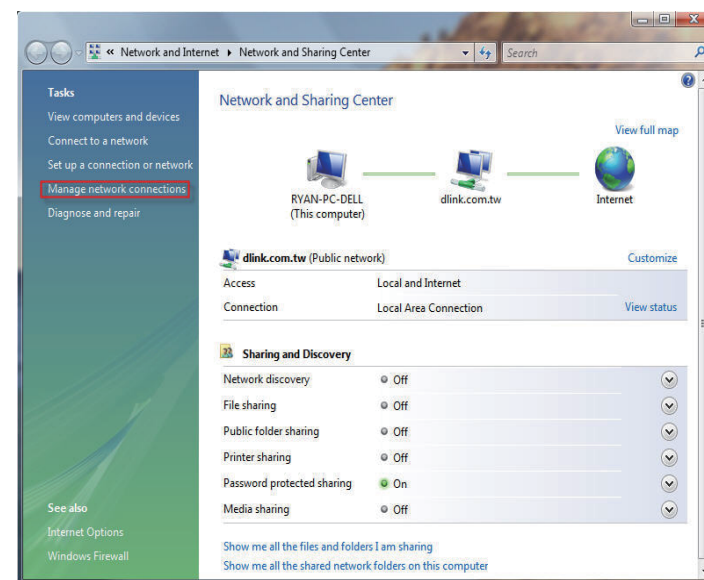 « Network and Internet ▸ Network and Sharing Center
Search
Tasks
View computers and devices
Connect to a network
Set up a connection or network
Manage network connections
Diagnose and repair
See also
Internet Options
Windows Firewall
Network and Sharing Center
View full map
RYAN-PC-DELL
(This computer)
dlink.com.tw
Internet
dlink.com.tw (Public network)
Customize
Access Local and Internet
Connection Local Area Connection View status
Sharing and Discovery
Network discovery Off
File sharing Off
Public folder sharing Off
Printer sharing Off
Password protected sharing On
Media sharing Off
Show me all the files and folders I am sharing
Show me all the shared network folders on this computer